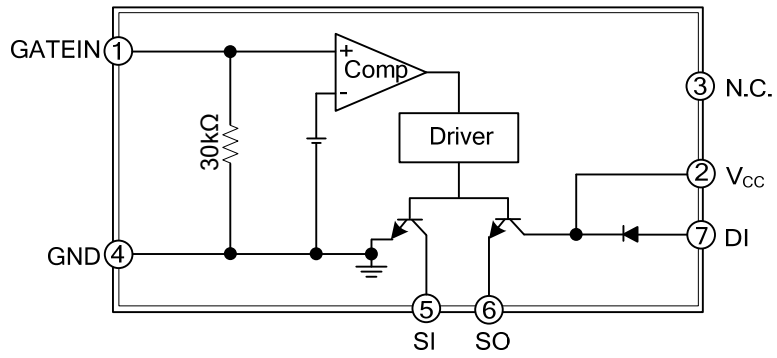 GATEIN 1
+
Comp
-
3 N.C.
30kΩ
Driver
2 VCC
GND 4
7 DI
5
6
SI
SO